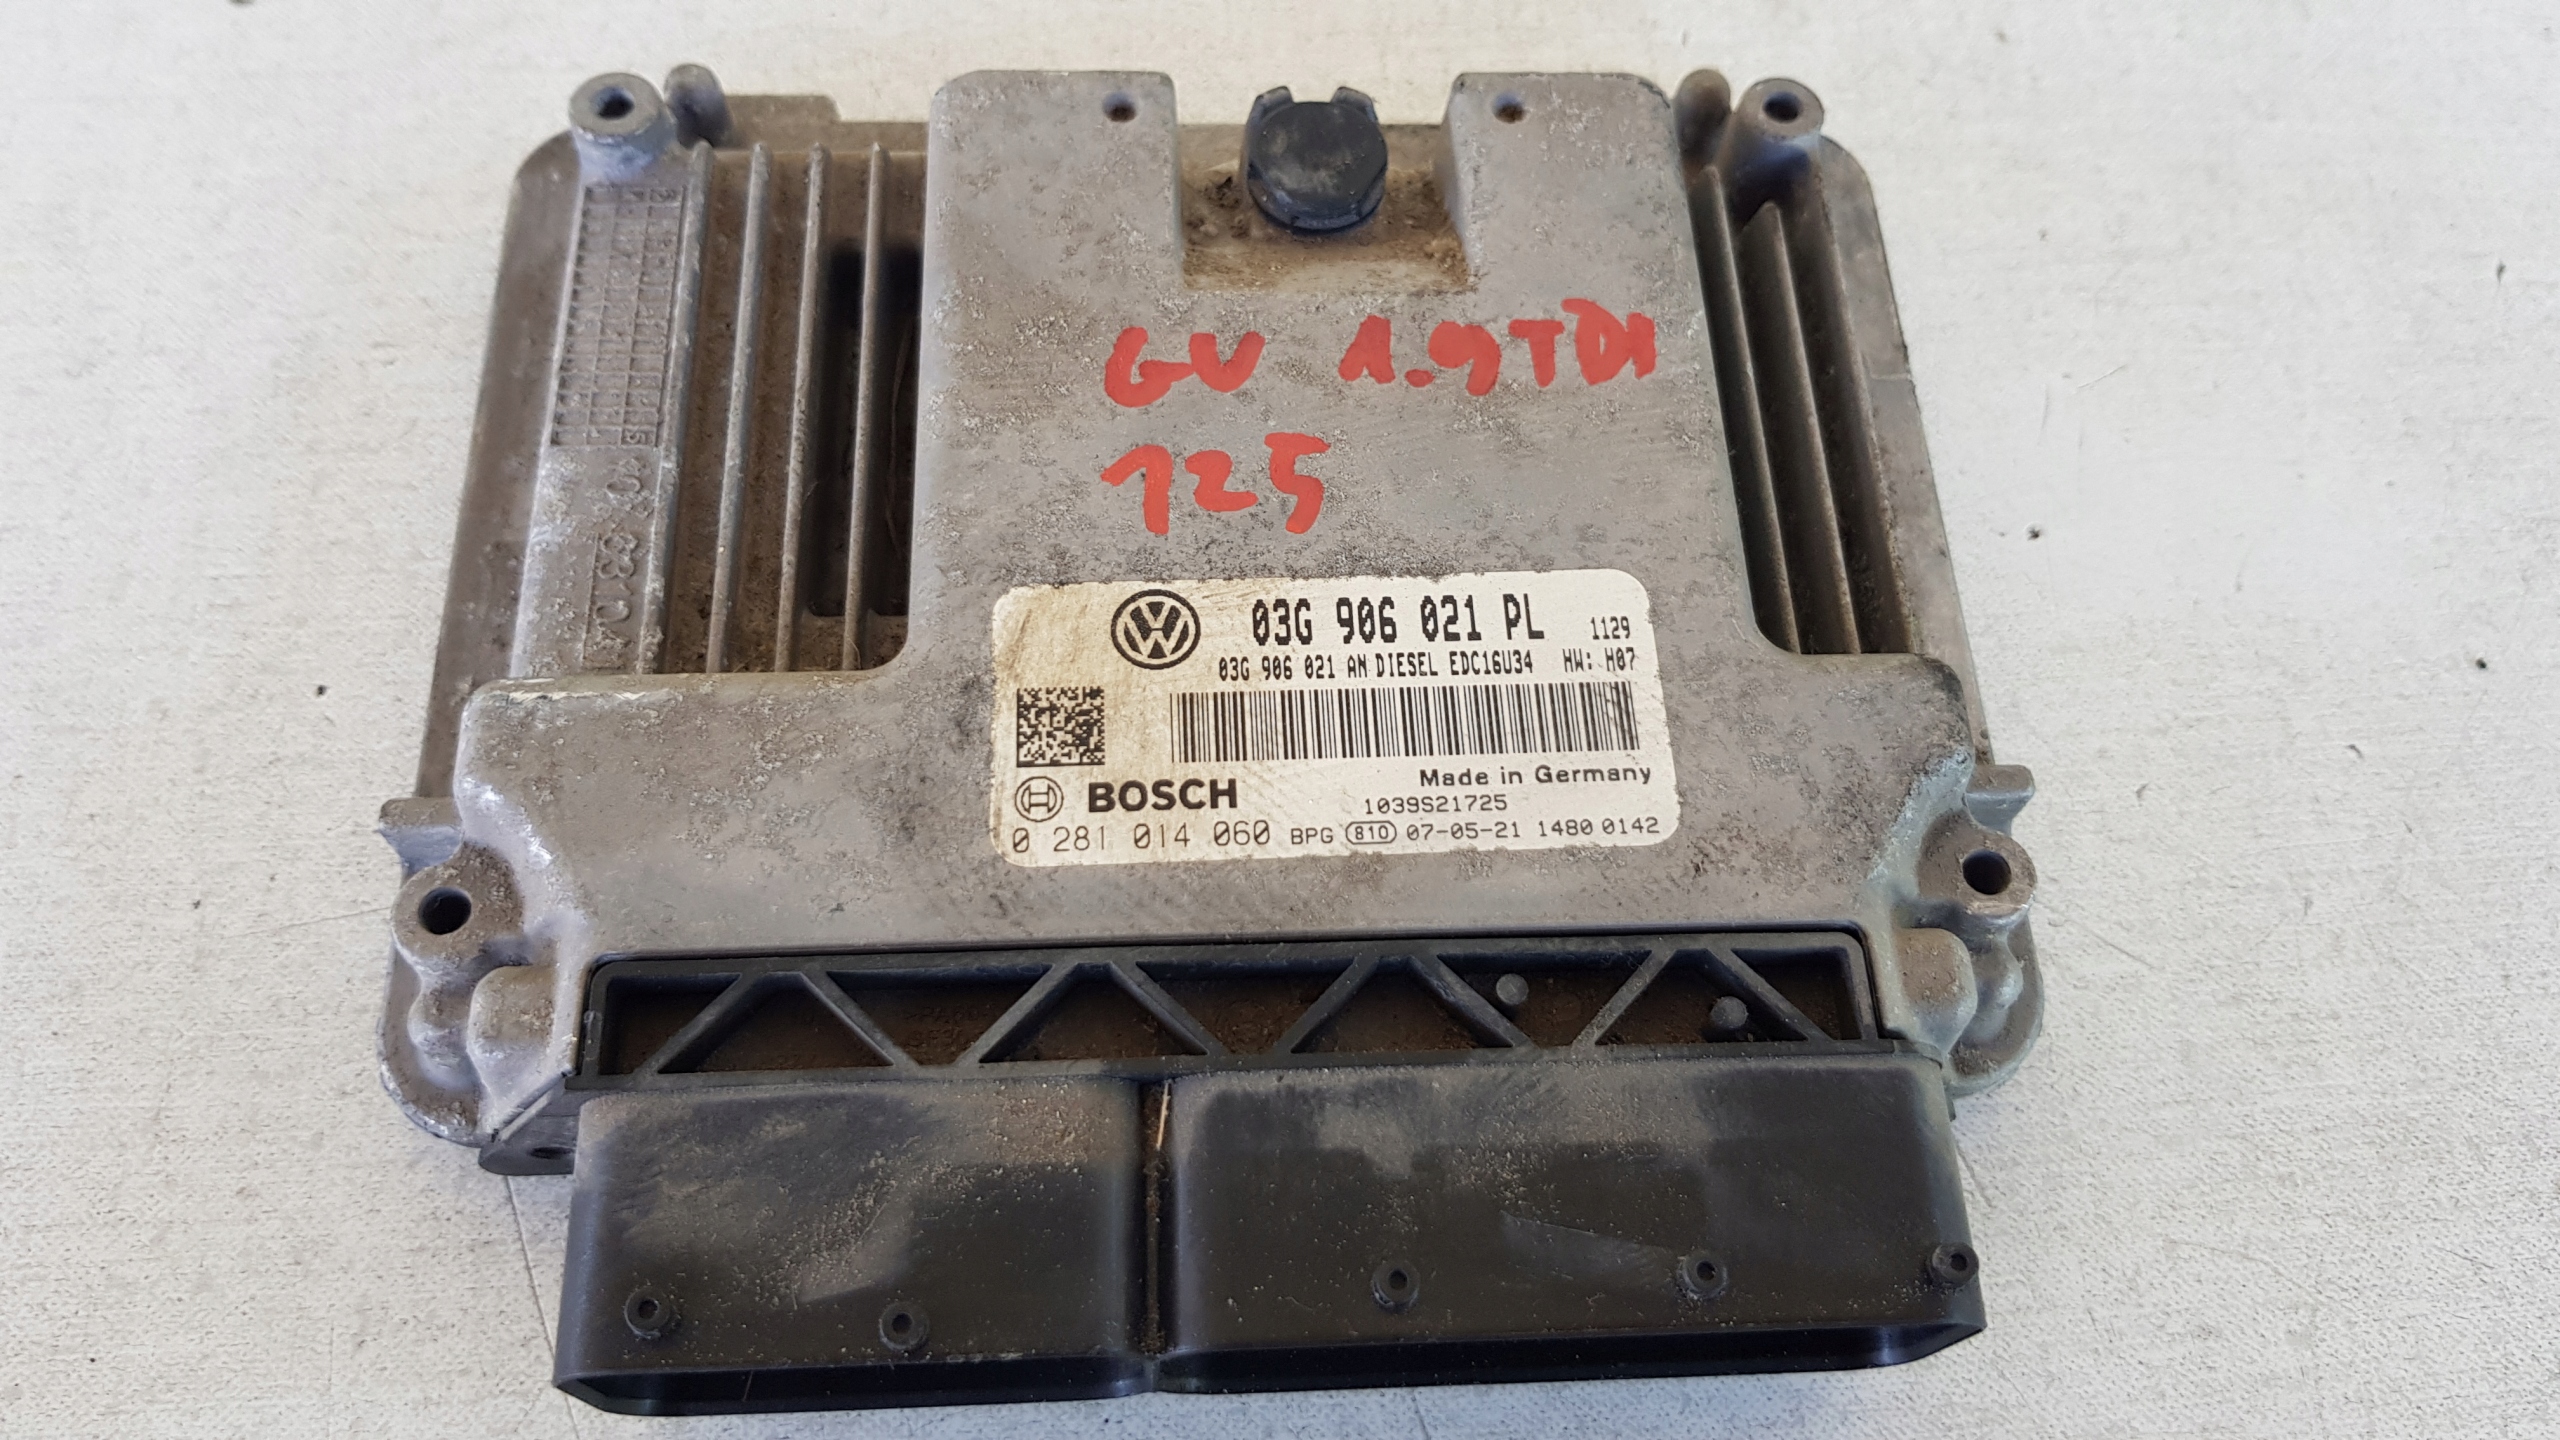 GV 1.9TDI
125
03G 906 021 PL 1129
03G 906 021 AN DIESEL EDC16U34 HW: H07
Made in Germany
BOSCH 1039S21725
0 281 014 060 BPG 810 07-05-21 1480 0142